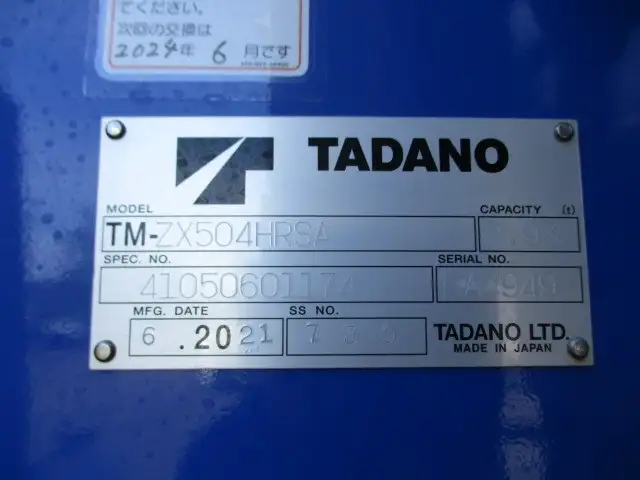 てください。
次回の交換は
2024年 6月です
TADANO
MODEL
CAPACITY (t)
TM-ZX504HRSA
SPEC. NO.
SERIAL NO.
41050601174
MFG. DATE
SS NO.
6 .2021
TADANO LTD.
MADE IN JAPAN